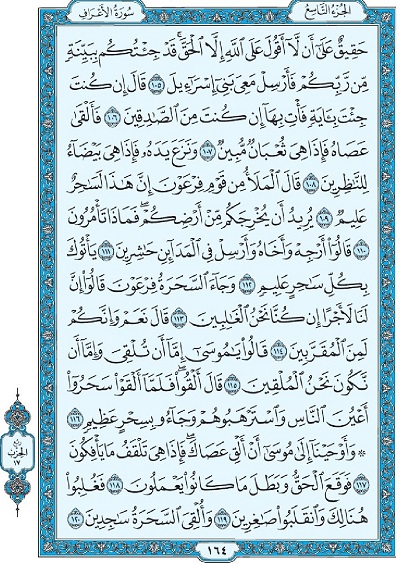 الجزء التاسع
سورة الأعراف
حَقِيقٌ عَلَىٰٓ أَن لَّآ أَقُولَ عَلَى ٱللَّهِ إِلَّا ٱلْحَقَّ قَدْ جِئْتُكُم بِبَيِّنَةٍ
مِّن رَّبِّكُمْ فَأَرْسِلْ مَعِىَ بَنِىٓ إِسْرَٰٓءِيلَ ١٠٥ قَالَ إِن كُنتَ
جِئْتَ بِـَٔايَةٍ فَأْتِ بِهَآ إِن كُنتَ مِنَ ٱلصَّٰدِقِينَ ١٠٦ فَأَلْقَىٰ
عَصَاهُ فَإِذَا هِىَ ثُعْبَانٌ مُّبِينٌ ١٠٧ وَنَزَعَ يَدَهُۥ فَإِذَا هِىَ بَيْضَآءُ
لِلنَّٰظِرِينَ ١٠٨ قَالَ ٱلْمَلَأُ مِن قَوْمِ فِرْعَوْنَ إِنَّ هَٰذَا لَسَٰحِرٌ
عَلِيمٌ ١٠٩ يُرِيدُ أَن يُخْرِجَكُم مِّنْ أَرْضِكُمْ ۖ فَمَاذَا تَأْمُرُونَ
١١٠ قَالُوٓا۟ أَرْجِهْ وَأَخَاهُ وَأَرْسِلْ فِى ٱلْمَدَآئِنِ حَٰشِرِينَ ١١١ يَأْتُوكَ
بِكُلِّ سَٰحِرٍ عَلِيمٍ ١١٢ وَجَآءَ ٱلسَّحَرَةُ فِرْعَوْنَ قَالُوٓا۟ إِنَّ
لَنَا لَأَجْرًا إِن كُنَّا نَحْنُ ٱلْغَٰلِبِينَ ١١٣ قَالَ نَعَمْ وَإِنَّكُمْ
لَمِنَ ٱلْمُقَرَّبِينَ ١١٤ قَالُوا۟ يَٰمُوسَىٰٓ إِمَّآ أَن تُلْقِىَ وَإِمَّآ أَن
نَّكُونَ نَحْنُ ٱلْمُلْقِينَ ١١٥ قَالَ أَلْقُوا۟ ۖ فَلَمَّآ أَلْقَوْا۟ سَحَرُوٓا۟
أَعْيُنَ ٱلنَّاسِ وَٱسْتَرْهَبُوهُمْ وَجَآءُو بِسِحْرٍ عَظِيمٍ ١١٦
۞ وَأَوْحَيْنَآ إِلَىٰ مُوسَىٰٓ أَنْ أَلْقِ عَصَاكَ ۖ فَإِذَا هِىَ تَلْقَفُ مَا يَأْفِكُونَ
١١٧ فَوَقَعَ ٱلْحَقُّ وَبَطَلَ مَا كَانُوا۟ يَعْمَلُونَ ١١٨ فَغُلِبُوا۟
هُنَالِكَ وَٱنقَلَبُوا۟ صَٰغِرِينَ ١١٩ وَأُلْقِىَ ٱلسَّحَرَةُ سَٰجِدِينَ ١٢٠
ربع
الحزب
١٧
١٦٤